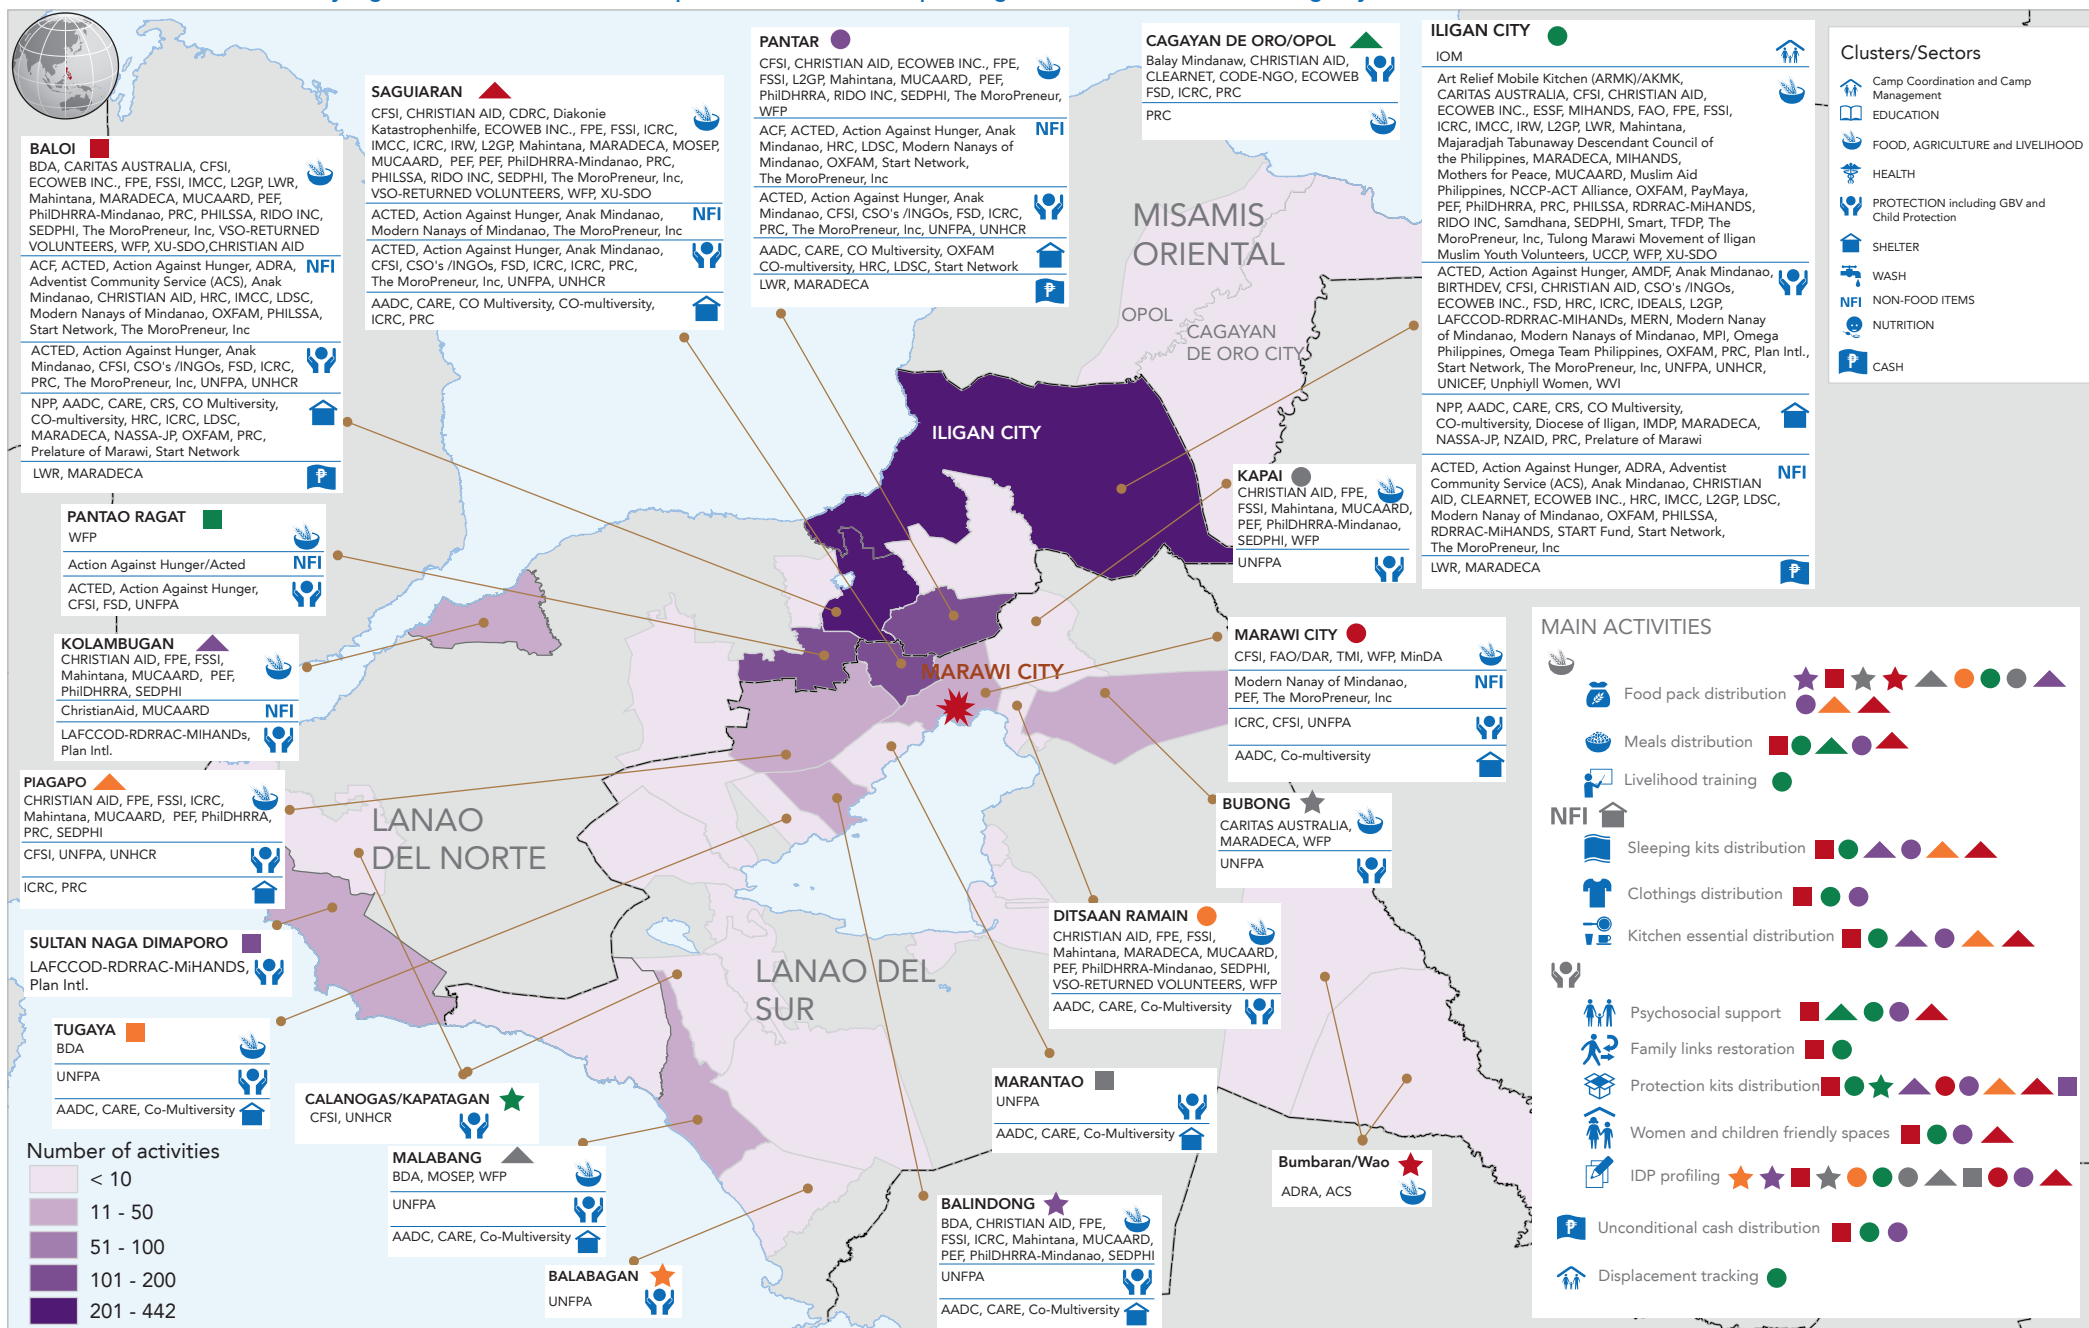 BALOI
BDA, CARITAS AUSTRALIA, CFSI,
ECOWEB INC., FPE, FSSI, IMCC, L2GP, LWR,
Mahintana, MARADECA, MUCAARD, PEF,
PhilDHRRA-Mindanao, PRC, PHILSSA, RIDO INC,
SEDPHI, The MoroPreneur, Inc, VSO-RETURNED
VOLUNTEERS, WFP, XU-SDO,CHRISTIAN AID
ACF, ACTED, Action Against Hunger, ADRA,
Adventist Community Service (ACS), Anak
Mindanao, CHRISTIAN AID, HRC, IMCC, LDSC,
Modern Nanays of Mindanao, OXFAM, PHILSSA,
Start Network, The MoroPreneur, Inc
NFI
ACTED, Action Against Hunger, Anak
Mindanao, CFSI, CSO's /INGOs, FSD, ICRC,
PRC, The MoroPreneur, Inc, UNFPA, UNHCR
NPP, AADC, CARE, CRS, CO Multiversity,
CO-multiversity, HRC, ICRC, LDSC,
MARADECA, NASSA-JP, OXFAM, PRC,
Prelature of Marawi, Start Network
LWR, MARADECA
SAGUIARAN
CFSI, CHRISTIAN AID, CDRC, Diakonie
Katastrophenhilfe, ECOWEB INC., FPE, FSSI, ICRC,
IMCC, ICRC, IRW, L2GP, Mahintana, MARADECA, MOSEP,
MUCAARD, PEF, PEF, PhilDHRRA-Mindanao, PRC,
PHILSSA, RIDO INC, SEDPHI, The MoroPreneur, Inc,
VSO-RETURNED VOLUNTEERS, WFP, XU-SDO
ACTED, Action Against Hunger, Anak Mindanao,
Modern Nanays of Mindanao, The MoroPreneur, Inc
NFI
ACTED, Action Against Hunger, Anak Mindanao,
CFSI, CSO's /INGOs, FSD, ICRC, ICRC, PRC,
The MoroPreneur, Inc, UNFPA, UNHCR
AADC, CARE, CO Multiversity, CO-multiversity,
ICRC, PRC
PANTAR
CFSI, CHRISTIAN AID, ECOWEB INC., FPE,
FSSI, L2GP, Mahintana, MUCAARD, PEF,
PhilDHRRA, RIDO INC, SEDPHI, The MoroPreneur,
WFP
ACF, ACTED, Action Against Hunger, Anak
Mindanao, HRC, LDSC, Modern Nanays of
Mindanao, OXFAM, Start Network,
The MoroPreneur, Inc
NFI
ACTED, Action Against Hunger, Anak
Mindanao, CFSI, CSO's /INGOs, FSD, ICRC,
PRC, The MoroPreneur, Inc, UNFPA, UNHCR
AADC, CARE, CO Multiversity, OXFAM
CO-multiversity, HRC, LDSC, Start Network
LWR, MARADECA
CAGAYAN DE ORO/OPOL
Balay Mindanaw, CHRISTIAN AID,
CLEARNET, CODE-NGO, ECOWEB
FSD, ICRC, PRC
PRC
ILIGAN CITY
IOM
Art Relief Mobile Kitchen (ARMK)/AKMK,
CARITAS AUSTRALIA, CFSI, CHRISTIAN AID,
ECOWEB INC., ESSF, MIHANDS, FAO, FPE, FSSI,
ICRC, IMCC, IRW, L2GP, LWR, Mahintana,
Majaradjah Tabunaway Descendant Council of
the Philippines, MARADECA, MIHANDS,
Mothers for Peace, MUCAARD, Muslim Aid
Philippines, NCCP-ACT Alliance, OXFAM, PayMaya,
PEF, PhilDHRRA, PRC, PHILSSA, RDRRAC-MiHANDS,
RIDO INC, Samdhana, SEDPHI, Smart, TFDP, The
MoroPreneur, Inc, Tulong Marawi Movement of Iligan
Muslim Youth Volunteers, UCCP, WFP, XU-SDO
ACTED, Action Against Hunger, AMDF, Anak Mindanao,
BIRTHDEV, CFSI, CHRISTIAN AID, CSO's /INGOs,
ECOWEB INC., FSD, HRC, ICRC, IDEALS, L2GP,
LAFCCOD-RDRRAC-MIHANDs, MERN, Modern Nanay
of Mindanao, Modern Nanays of Mindanao, MPI, Omega
Philippines, Omega Team Philippines, OXFAM, PRC, Plan Intl.,
Start Network, The MoroPreneur, Inc, UNFPA, UNHCR,
UNICEF, Unphyill Women, WVI
NPP, AADC, CARE, CRS, CO Multiversity,
CO-multiversity, Diocese of Iligan, IMDP, MARADECA,
NASSA-JP, NZAID, PRC, Prelature of Marawi
ACTED, Action Against Hunger, ADRA, Adventist
Community Service (ACS), Anak Mindanao, CHRISTIAN
AID, CLEARNET, ECOWEB INC., HRC, IMCC, L2GP, LDSC,
Modern Nanay of Mindanao, OXFAM, PHILSSA,
RDRRAC-MiHANDS, START Fund, Start Network,
The MoroPreneur, Inc
NFI
LWR, MARADECA
Clusters/Sectors
Camp Coordination and Camp
Management
EDUCATION
FOOD, AGRICULTURE and LIVELIHOOD
HEALTH
PROTECTION including GBV and
Child Protection
SHELTER
WASH
NFI NON-FOOD ITEMS
NUTRITION
CASH
MISAMIS
ORIENTAL
OPOL
CAGAYAN
DE ORO CITY
ILIGAN CITY
MARAWI CITY
LANAO
DEL NORTE
LANAO DEL
SUR
PANTAO RAGAT
WFP
Action Against Hunger/Acted
NFI
ACTED, Action Against Hunger,
CFSI, FSD, UNFPA
KOLAMBUGAN
CHRISTIAN AID, FPE, FSSI,
Mahintana, MUCAARD, PEF,
PhilDHRRA, SEDPHI
ChristianAid, MUCAARD
NFI
LAFCCOD-RDRRAC-MIHANDs,
Plan Intl.
PIAGAPO
CHRISTIAN AID, FPE, FSSI, ICRC,
Mahintana, MUCAARD, PEF, PhilDHRRA,
PRC, SEDPHI
CFSI, UNFPA, UNHCR
ICRC, PRC
SULTAN NAGA DIMAPORO
LAFCCOD-RDRRAC-MiHANDS,
Plan Intl.
TUGAYA
BDA
UNFPA
AADC, CARE, Co-Multiversity
CALANOGAS/KAPATAGAN
CFSI, UNHCR
MALABANG
BDA, MOSEP, WFP
UNFPA
AADC, CARE, Co-Multiversity
BALABAGAN
UNFPA
KAPAI
CHRISTIAN AID, FPE,
FSSI, Mahintana, MUCAARD,
PEF, PhilDHRRA-Mindanao,
SEDPHI, WFP
UNFPA
MARAWI CITY
CFSI, FAO/DAR, TMI, WFP, MinDA
Modern Nanay of Mindanao,
PEF, The MoroPreneur, Inc
NFI
ICRC, CFSI, UNFPA
AADC, Co-multiversity
BUBONG
CARITAS AUSTRALIA,
MARADECA, WFP
UNFPA
DITSAAN RAMAIN
CHRISTIAN AID, FPE, FSSI,
Mahintana, MARADECA, MUCAARD,
PEF, PhilDHRRA-Mindanao, SEDPHI,
VSO-RETURNED VOLUNTEERS, WFP
AADC, CARE, Co-Multiversity
MARANTAO
UNFPA
AADC, CARE, Co-Multiversity
BALINDONG
BDA, CHRISTIAN AID, FPE,
FSSI, ICRC, Mahintana, MUCAARD,
PEF, PhilDHRRA-Mindanao, SEDPHI
UNFPA
AADC, CARE, Co-Multiversity
Bumbaran/Wao
ADRA, ACS
Number of activities
< 10
11 - 50
51 - 100
101 - 200
201 - 442
MAIN ACTIVITIES
Food pack distribution
Meals distribution
Livelihood training
NFI
Sleeping kits distribution
Clothings distribution
Kitchen essential distribution
Psychosocial support
Family links restoration
Protection kits distribution
Women and children friendly spaces
IDP profiling
Unconditional cash distribution
Displacement tracking